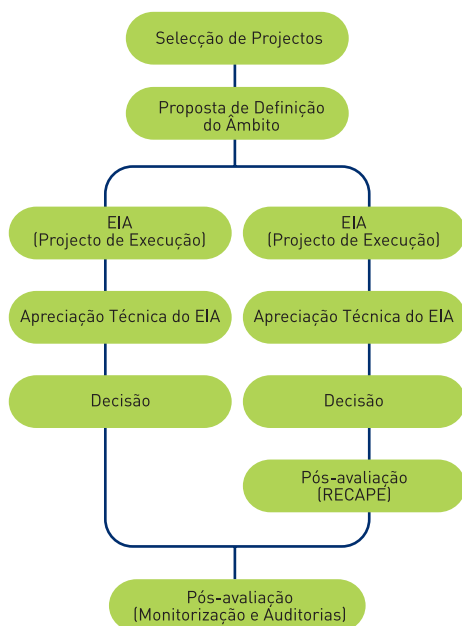 Selecção de Projectos
Proposta de Definição
do Âmbito
EIA
(Projecto de Execução)
EIA
(Projecto de Execução)
Apreciação Técnica do EIA
Apreciação Técnica do EIA
Decisão
Decisão
Pós-avaliação
(RECAPE)
Pós-avaliação
(Monitorização e Auditorias)